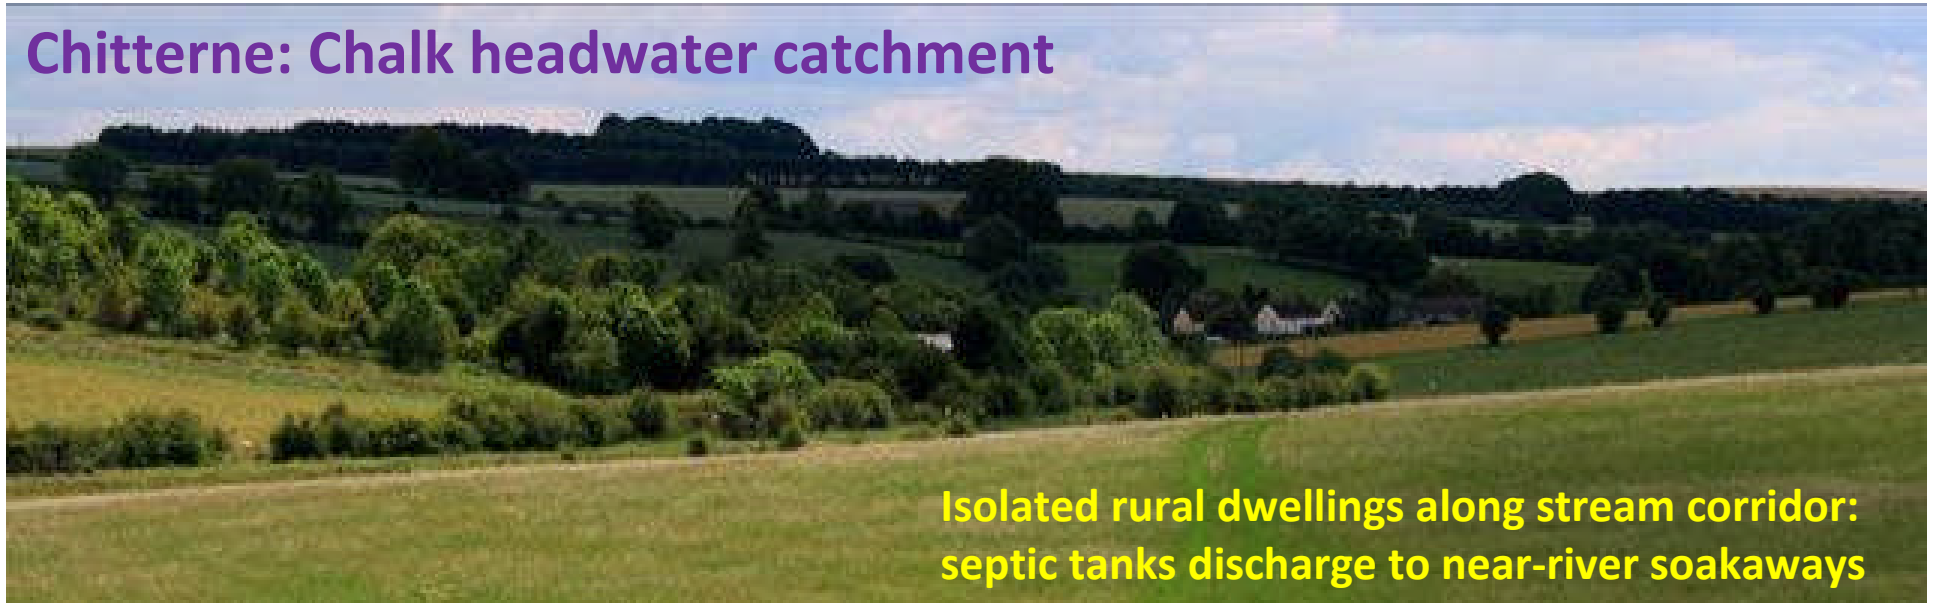 Chitterne: Chalk headwater catchment
Isolated rural dwellings along stream corridor:
septic tanks discharge to near-river soakaways